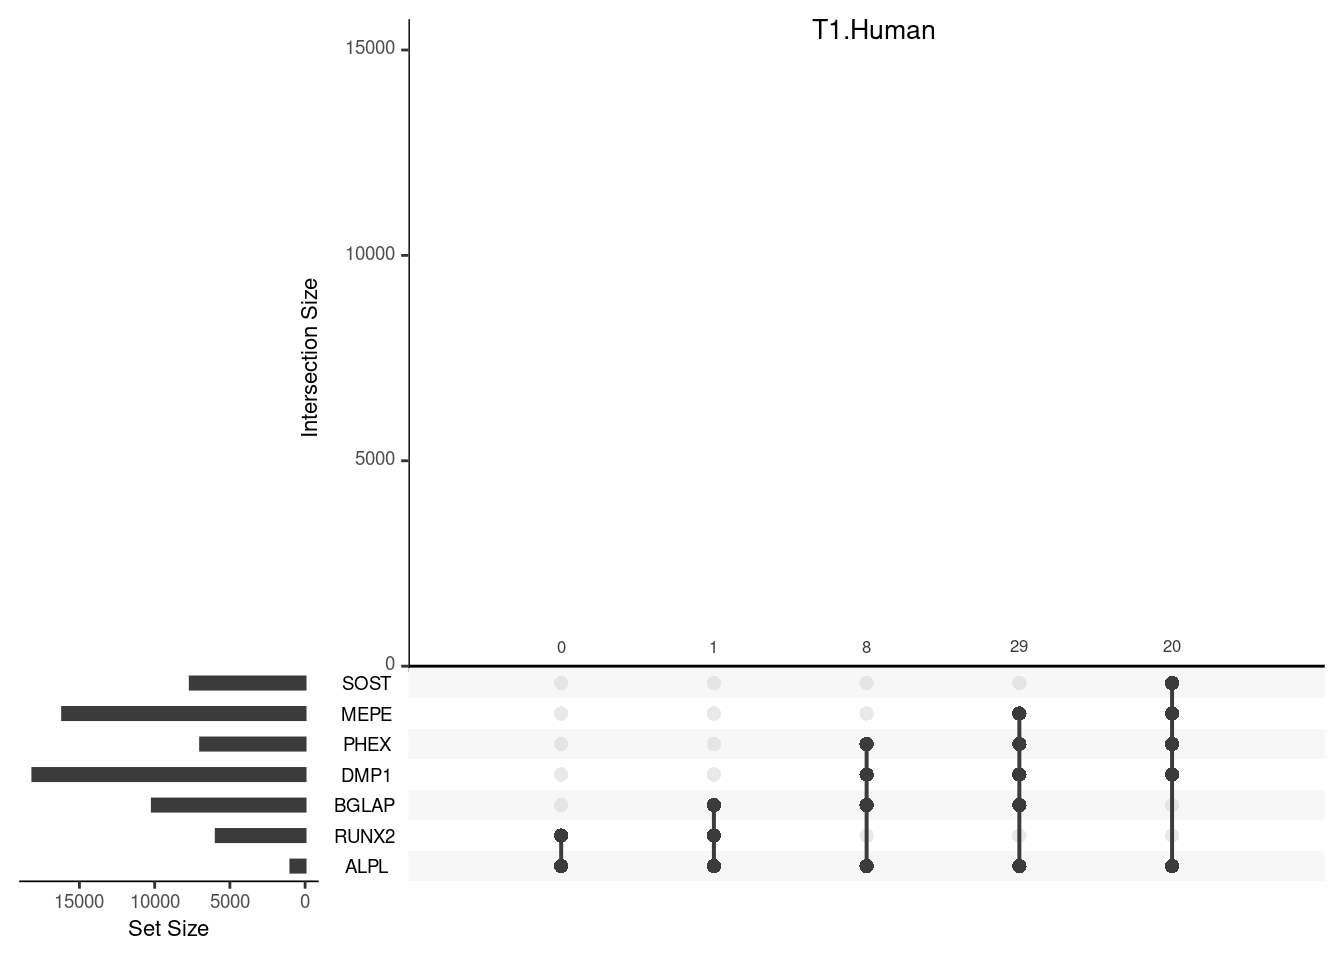 T1.Human
15000
10000
5000
0
Intersection Size
0 1 8 29 20
SOST
MEPE
PHEX
DMP1
BGLAP
RUNX2
ALPL
15000 10000 5000 0
Set Size